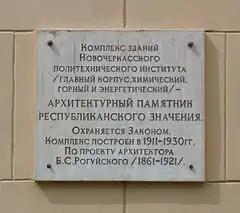 Комплекс зданий
Новочеркасского
политехнического института
/главный корпус, химический,
горный и энергетический/–
архитектурный памятник
республиканского значения.
Охраняется Законом.
Комплекс построен в 1911-1930гг.
По проекту архитектора
Б.С.Рогуйского /1861-1921/.